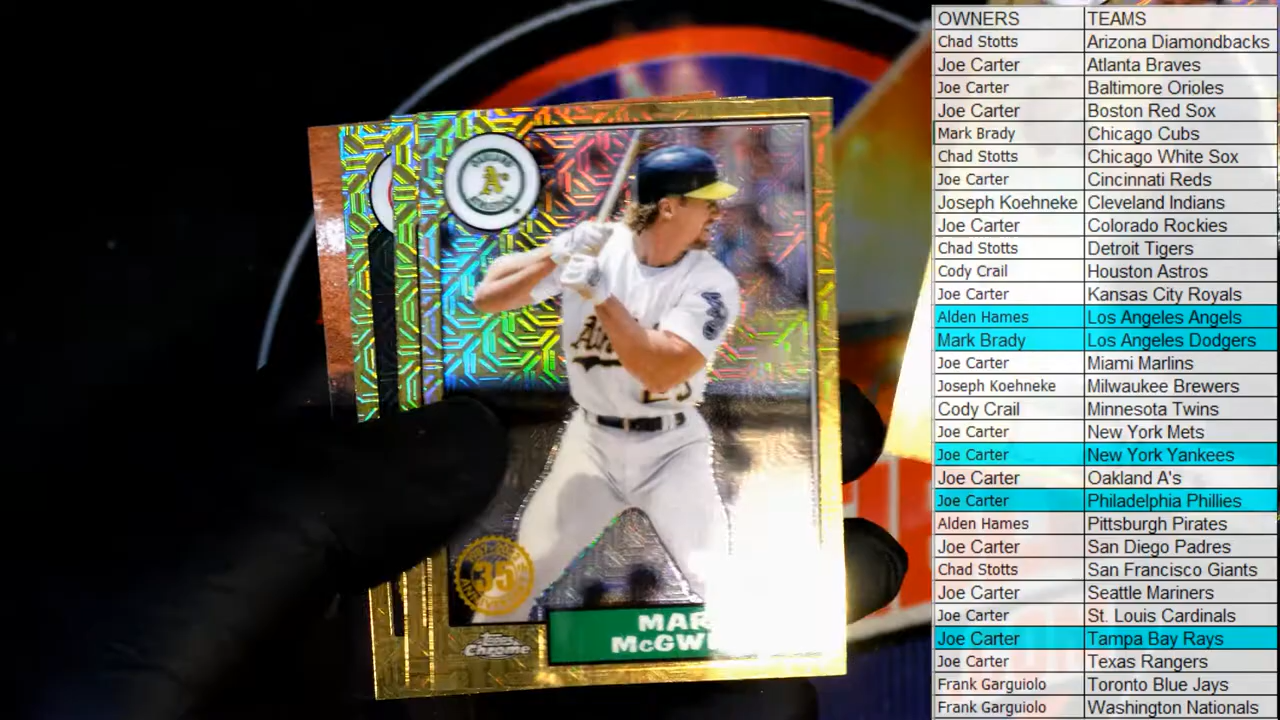 OWNERS TEAMS
Chad Stotts Arizona Diamondbacks
Joe Carter Atlanta Braves
Joe Carter Baltimore Orioles
Joe Carter Boston Red Sox
Mark Brady Chicago Cubs
Chad Stotts Chicago White Sox
Joe Carter Cincinnati Reds
Joseph Koehneke Cleveland Indians
Joe Carter Colorado Rockies
Chad Stotts Detroit Tigers
Cody Crail Houston Astros
Joe Carter Kansas City Royals
Alden Hames Los Angeles Angels
Mark Brady Los Angeles Dodgers
Joe Carter Miami Marlins
Joseph Koehneke Milwaukee Brewers
Cody Crail Minnesota Twins
Joe Carter New York Mets
Joe Carter New York Yankees
Joe Carter Oakland A's
Joe Carter Philadelphia Phillies
Alden Hames Pittsburgh Pirates
Joe Carter San Diego Padres
Chad Stotts San Francisco Giants
Joe Carter Seattle Mariners
Joe Carter St. Louis Cardinals
Joe Carter Tampa Bay Rays
Joe Carter Texas Rangers
Frank Garguiolo Toronto Blue Jays
Frank Garguiolo Washington Nationals
A's
35
ANNIVERSARY
Topps
Chrome
MAR
McGW